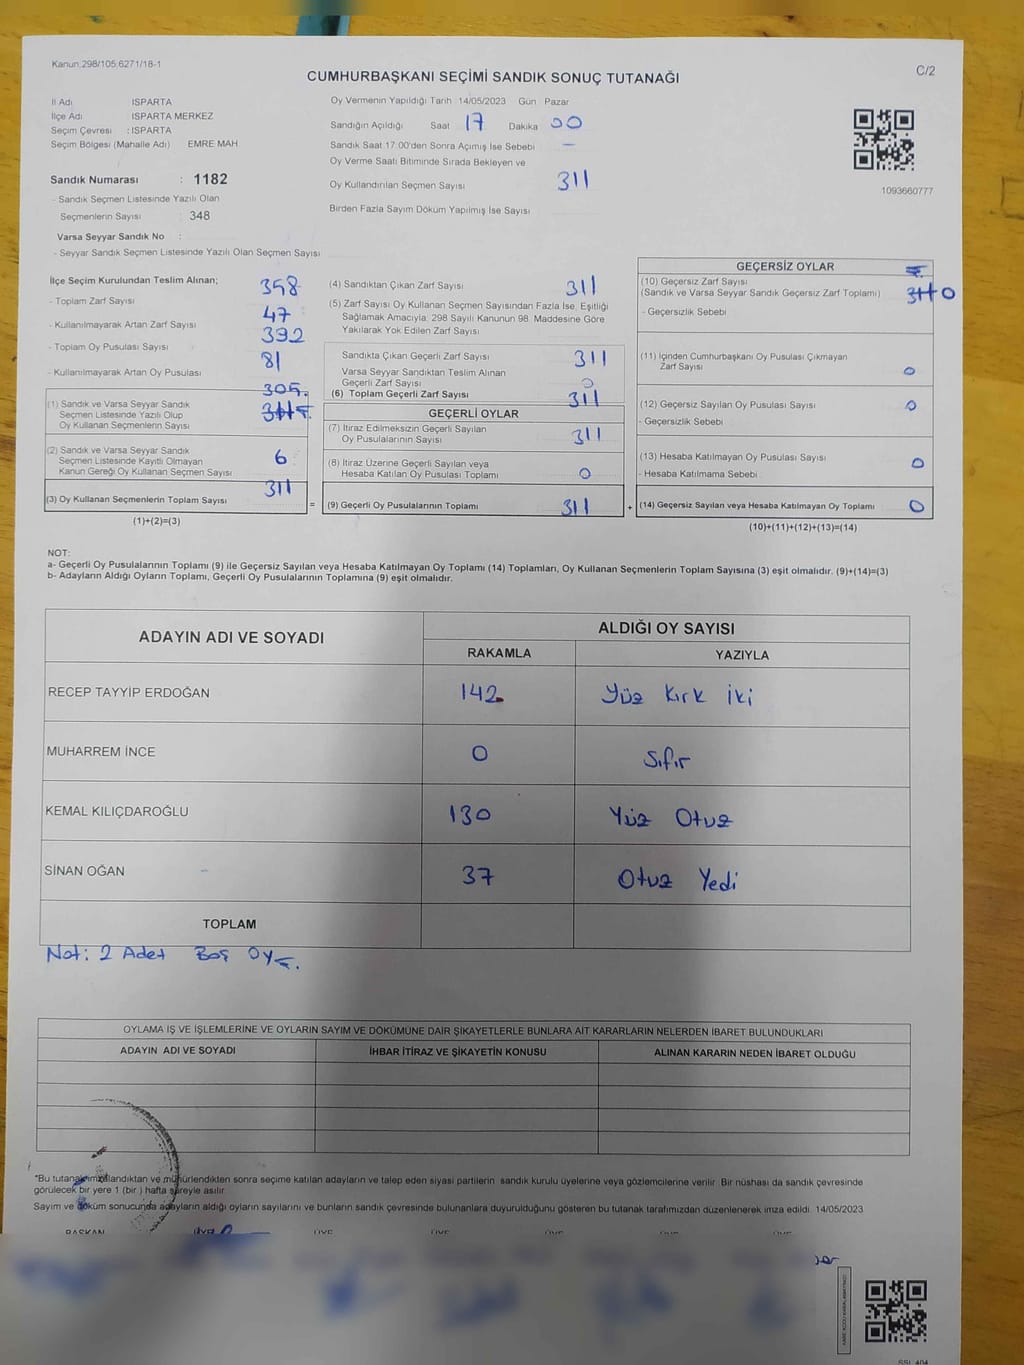 Kanun:298/105;6271/18-1
C/2
CUMHURBAŞKANI SEÇİMİ SANDIK SONUÇ TUTANAĞI
İl Adı ISPARTA
İlçe Adı ISPARTA MERKEZ
Seçim Çevresi : ISPARTA
Seçim Bölgesi (Mahalle Adı) EMRE MAH
Sandık Numarası : 1182
- Sandık Seçmen Listesinde Yazılı Olan
Seçmenlerin Sayısı 348
Varsa Seyyar Sandık No :
- Seyyar Sandık Seçmen Listesinde Yazılı Olan Seçmen Sayısı
Oy Vermenin Yapıldığı Tarih 14/05/2023 Gün Pazar
Sandığın Açıldığı Saat 17 Dakika 00
Sandık Saat 17.00'den Sonra Açımış İse Sebebi –
Oy Verme Saati Bitiminde Sırada Bekleyen ve
Oy Kullandırılan Seçmen Sayısı 311
Birden Fazla Sayım Döküm Yapılmış İse Sayısı
1093660777
İlçe Seçim Kurulundan Teslim Alınan;
- Toplam Zarf Sayısı 358
- Kullanılmayarak Artan Zarf Sayısı 47
- Toplam Oy Pusulası Sayısı 392
- Kullanılmayarak Artan Oy Pusulası 81
305
(1) Sandık ve Varsa Seyyar Sandık
Seçmen Listesinde Yazılı Olup
Oy Kullanan Seçmenlerin Sayısı
(2) Sandık ve Varsa Seyyar Sandık
Seçmen Listesinde Kayıtlı Olmayan
Kanun Gereği Oy Kullanan Seçmen Sayısı 6
(3) Oy Kullanan Seçmenlerin Toplam Sayısı 311
(1)+(2)=(3)
=
(4) Sandıktan Çıkan Zarf Sayısı 311
(5) Zarf Sayısı Oy Kullanan Seçmen Sayısından Fazla İse, Eşitliği
Sağlamak Amacıyla; 298 Sayılı Kanunun 98. Maddesine Göre
Yakılarak Yok Edilen Zarf Sayısı
Sandıkta Çıkan Geçerli Zarf Sayısı 311
Varsa Seyyar Sandıktan Teslim Alınan
Geçerli Zarf Sayısı 0
(6) Toplam Geçerli Zarf Sayısı 311
GEÇERLİ OYLAR
(7) İtiraz Edilmeksizin Geçerli Sayılan
Oy Pusulalarının Sayısı 311
(8) İtiraz Üzerine Geçerli Sayılan veya
Hesaba Katılan Oy Pusulası Toplamı 0
(9) Geçerli Oy Pusulalarının Toplamı 311
+
GEÇERSİZ OYLAR
(10) Geçersiz Zarf Sayısı
(Sandık ve Varsa Seyyar Sandık Geçersiz Zarf Toplamı) 0
- Geçersizlik Sebebi
(11) İçinden Cumhurbaşkanı Oy Pusulası Çıkmayan
Zarf Sayısı 0
(12) Geçersiz Sayılan Oy Pusulası Sayısı 0
- Geçersizlik Sebebi
(13) Hesaba Katılmayan Oy Pusulası Sayısı 0
- Hesaba Katılmama Sebebi
(14) Geçersiz Sayılan veya Hesaba Katılmayan Oy Toplamı 0
(10)+(11)+(12)+(13)=(14)
NOT:
a- Geçerli Oy Pusulalarının Toplamı (9) ile Geçersiz Sayılan veya Hesaba Katılmayan Oy Toplamı (14) Toplamları, Oy Kullanan Seçmenlerin Toplam Sayısına (3) eşit olmalıdır. (9)+(14)=(3)
b- Adayların Aldığı Oyların Toplamı, Geçerli Oy Pusulalarının Toplamına (9) eşit olmalıdır.
ADAYIN ADI VE SOYADI
ALDIĞI OY SAYISI
RAKAMLA YAZIYLA
RECEP TAYYİP ERDOĞAN 142 Yüz Kırk İki
MUHARREM İNCE 0 Sıfır
KEMAL KILIÇDAROĞLU 130 Yüz Otuz
SİNAN OĞAN 37 Otuz Yedi
TOPLAM
Not: 2 Adet Boş Oy
OYLAMA İŞ VE İŞLEMLERİNE VE OYLARIN SAYIM VE DÖKÜMÜNE DAİR ŞİKAYETLERLE BUNLARA AİT KARARLARIN NELERDEN İBARET BULUNDUKLARI
ADAYIN ADI VE SOYADI İHBAR İTİRAZ VE ŞİKAYETİN KONUSU ALINAN KARARIN NEDEN İBARET OLDUĞU
*Bu tutanak imzalandıktan ve mühürlendikten sonra seçime katılan adayların ve talep eden siyasi partilerin sandık kurulu üyelerine veya gözlemcilerine verilir. Bir nüshası da sandık çevresinde
görülecek bir yere 1 (bir ) hafta süreyle asılır.
Sayım ve döküm sonucunda adayların aldığı oyların sayılarını ve bunların sandık çevresinde bulunanlara duyurulduğunu gösteren bu tutanak tarafımızdan düzenlenerek imza edildi. 14/05/2023
BAŞKAN ÜYE ÜYE ÜYE ÜYE ÜYE ÜYE